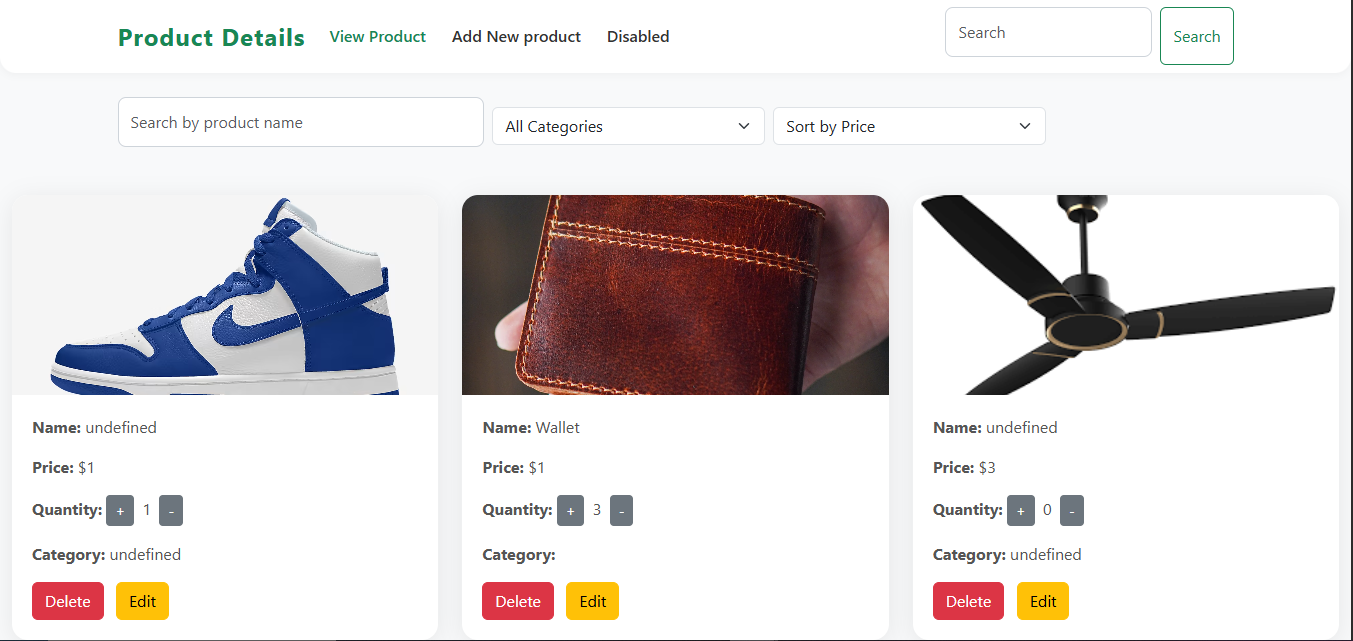 Product Details View Product Add New product Disabled Search Search
Search by product name All Categories Sort by Price
Name: undefined
Price: $1
Quantity: + 1 -
Category: undefined
Delete Edit
Name: Wallet
Price: $1
Quantity: + 3 -
Category:
Delete Edit
Name: undefined
Price: $3
Quantity: + 0 -
Category: undefined
Delete Edit